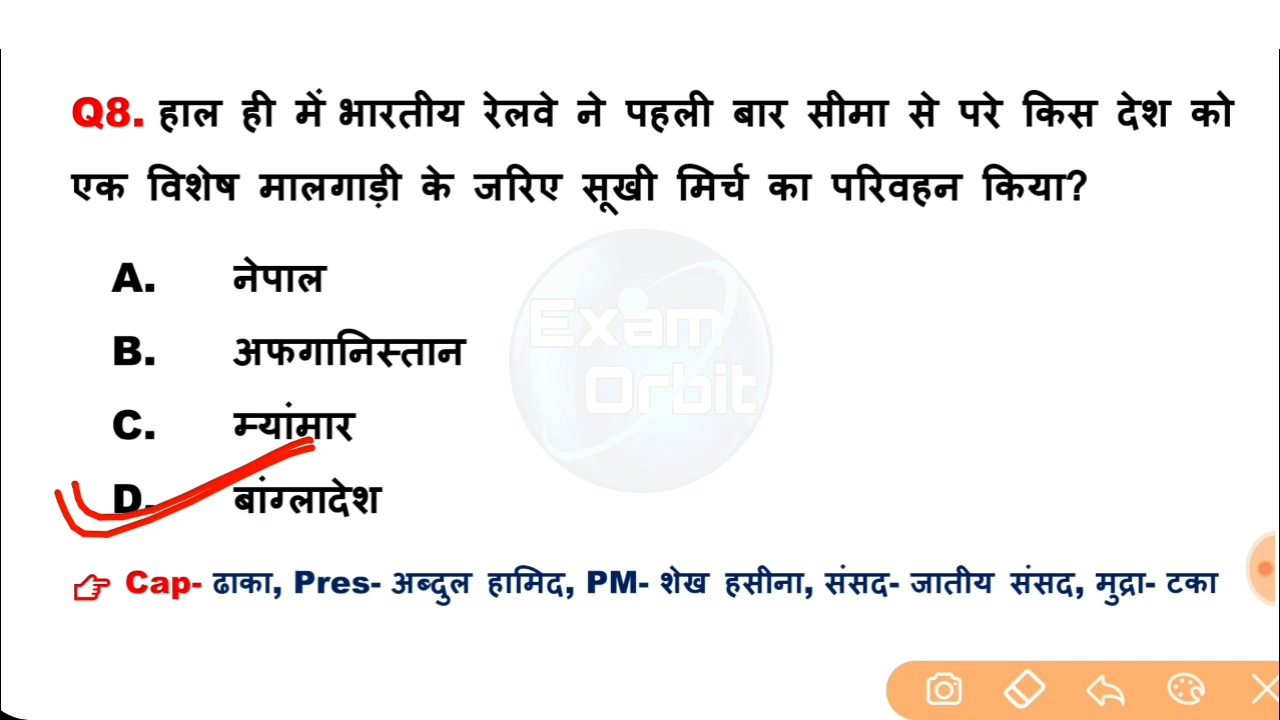 Q8. हाल ही में भारतीय रेलवे ने पहली बार सीमा से परे किस देश को
एक विशेष मालगाड़ी के जरिए सूखी मिर्च का परिवहन किया?
A. नेपाल
B. अफगानिस्तान
C. म्यांमार
D. बांग्लादेश
Cap- ढाका, Pres- अब्दुल हामिद, PM- शेख हसीना, संसद- जातीय संसद, मुद्रा- टका
Exam
Orbit